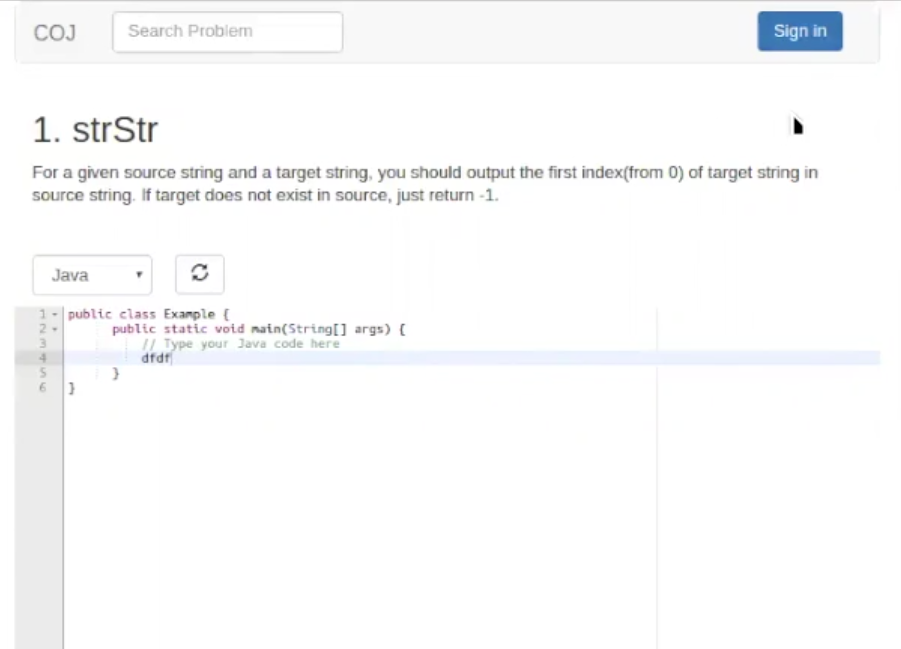 COJ
Search Problem
Sign in
1. strStr
For a given source string and a target string, you should output the first index(from 0) of target string in
source string. If target does not exist in source, just return -1.
Java
1 public class Example {
2 public static void main(String[] args) {
3 // Type your Java code here
4 dfdf
5 }
6 }